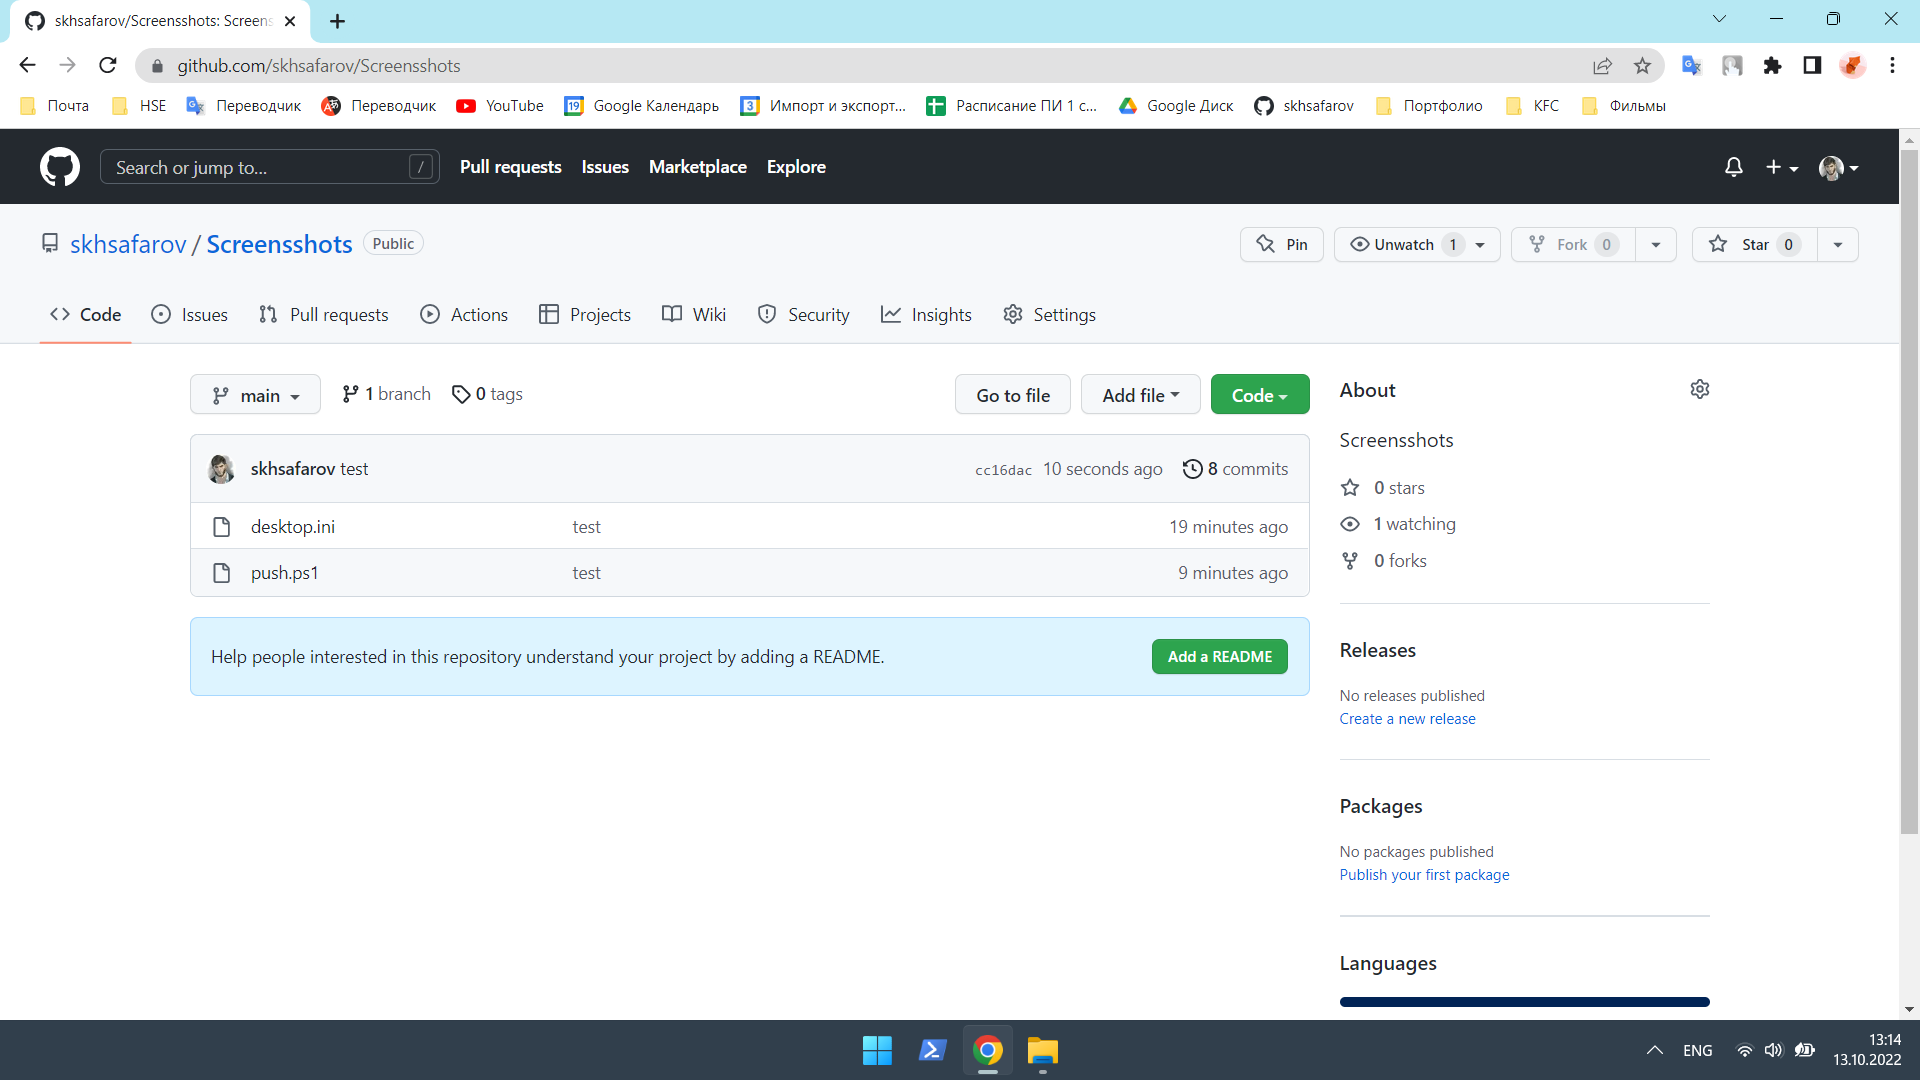 skhsafarov/Screensshots: Screens
github.com/skhsafarov/Screensshots
Почта HSE Переводчик Переводчик YouTube 19 Google Календарь 3 Импорт и экспорт... Расписание ПИ 1 с... Google Диск skhsafarov Портфолио KFC Фильмы
Search or jump to... / Pull requests Issues Marketplace Explore
skhsafarov / Screensshots Public Pin Unwatch 1 Fork 0 Star 0
Code Issues Pull requests Actions Projects Wiki Security Insights Settings
main 1 branch 0 tags Go to file Add file Code
skhsafarov test cc16dac 10 seconds ago 8 commits
desktop.ini test 19 minutes ago
push.ps1 test 9 minutes ago
Help people interested in this repository understand your project by adding a README. Add a README
About
Screensshots
0 stars
1 watching
0 forks
Releases
No releases published
Create a new release
Packages
No packages published
Publish your first package
Languages
ENG 13:14
13.10.2022